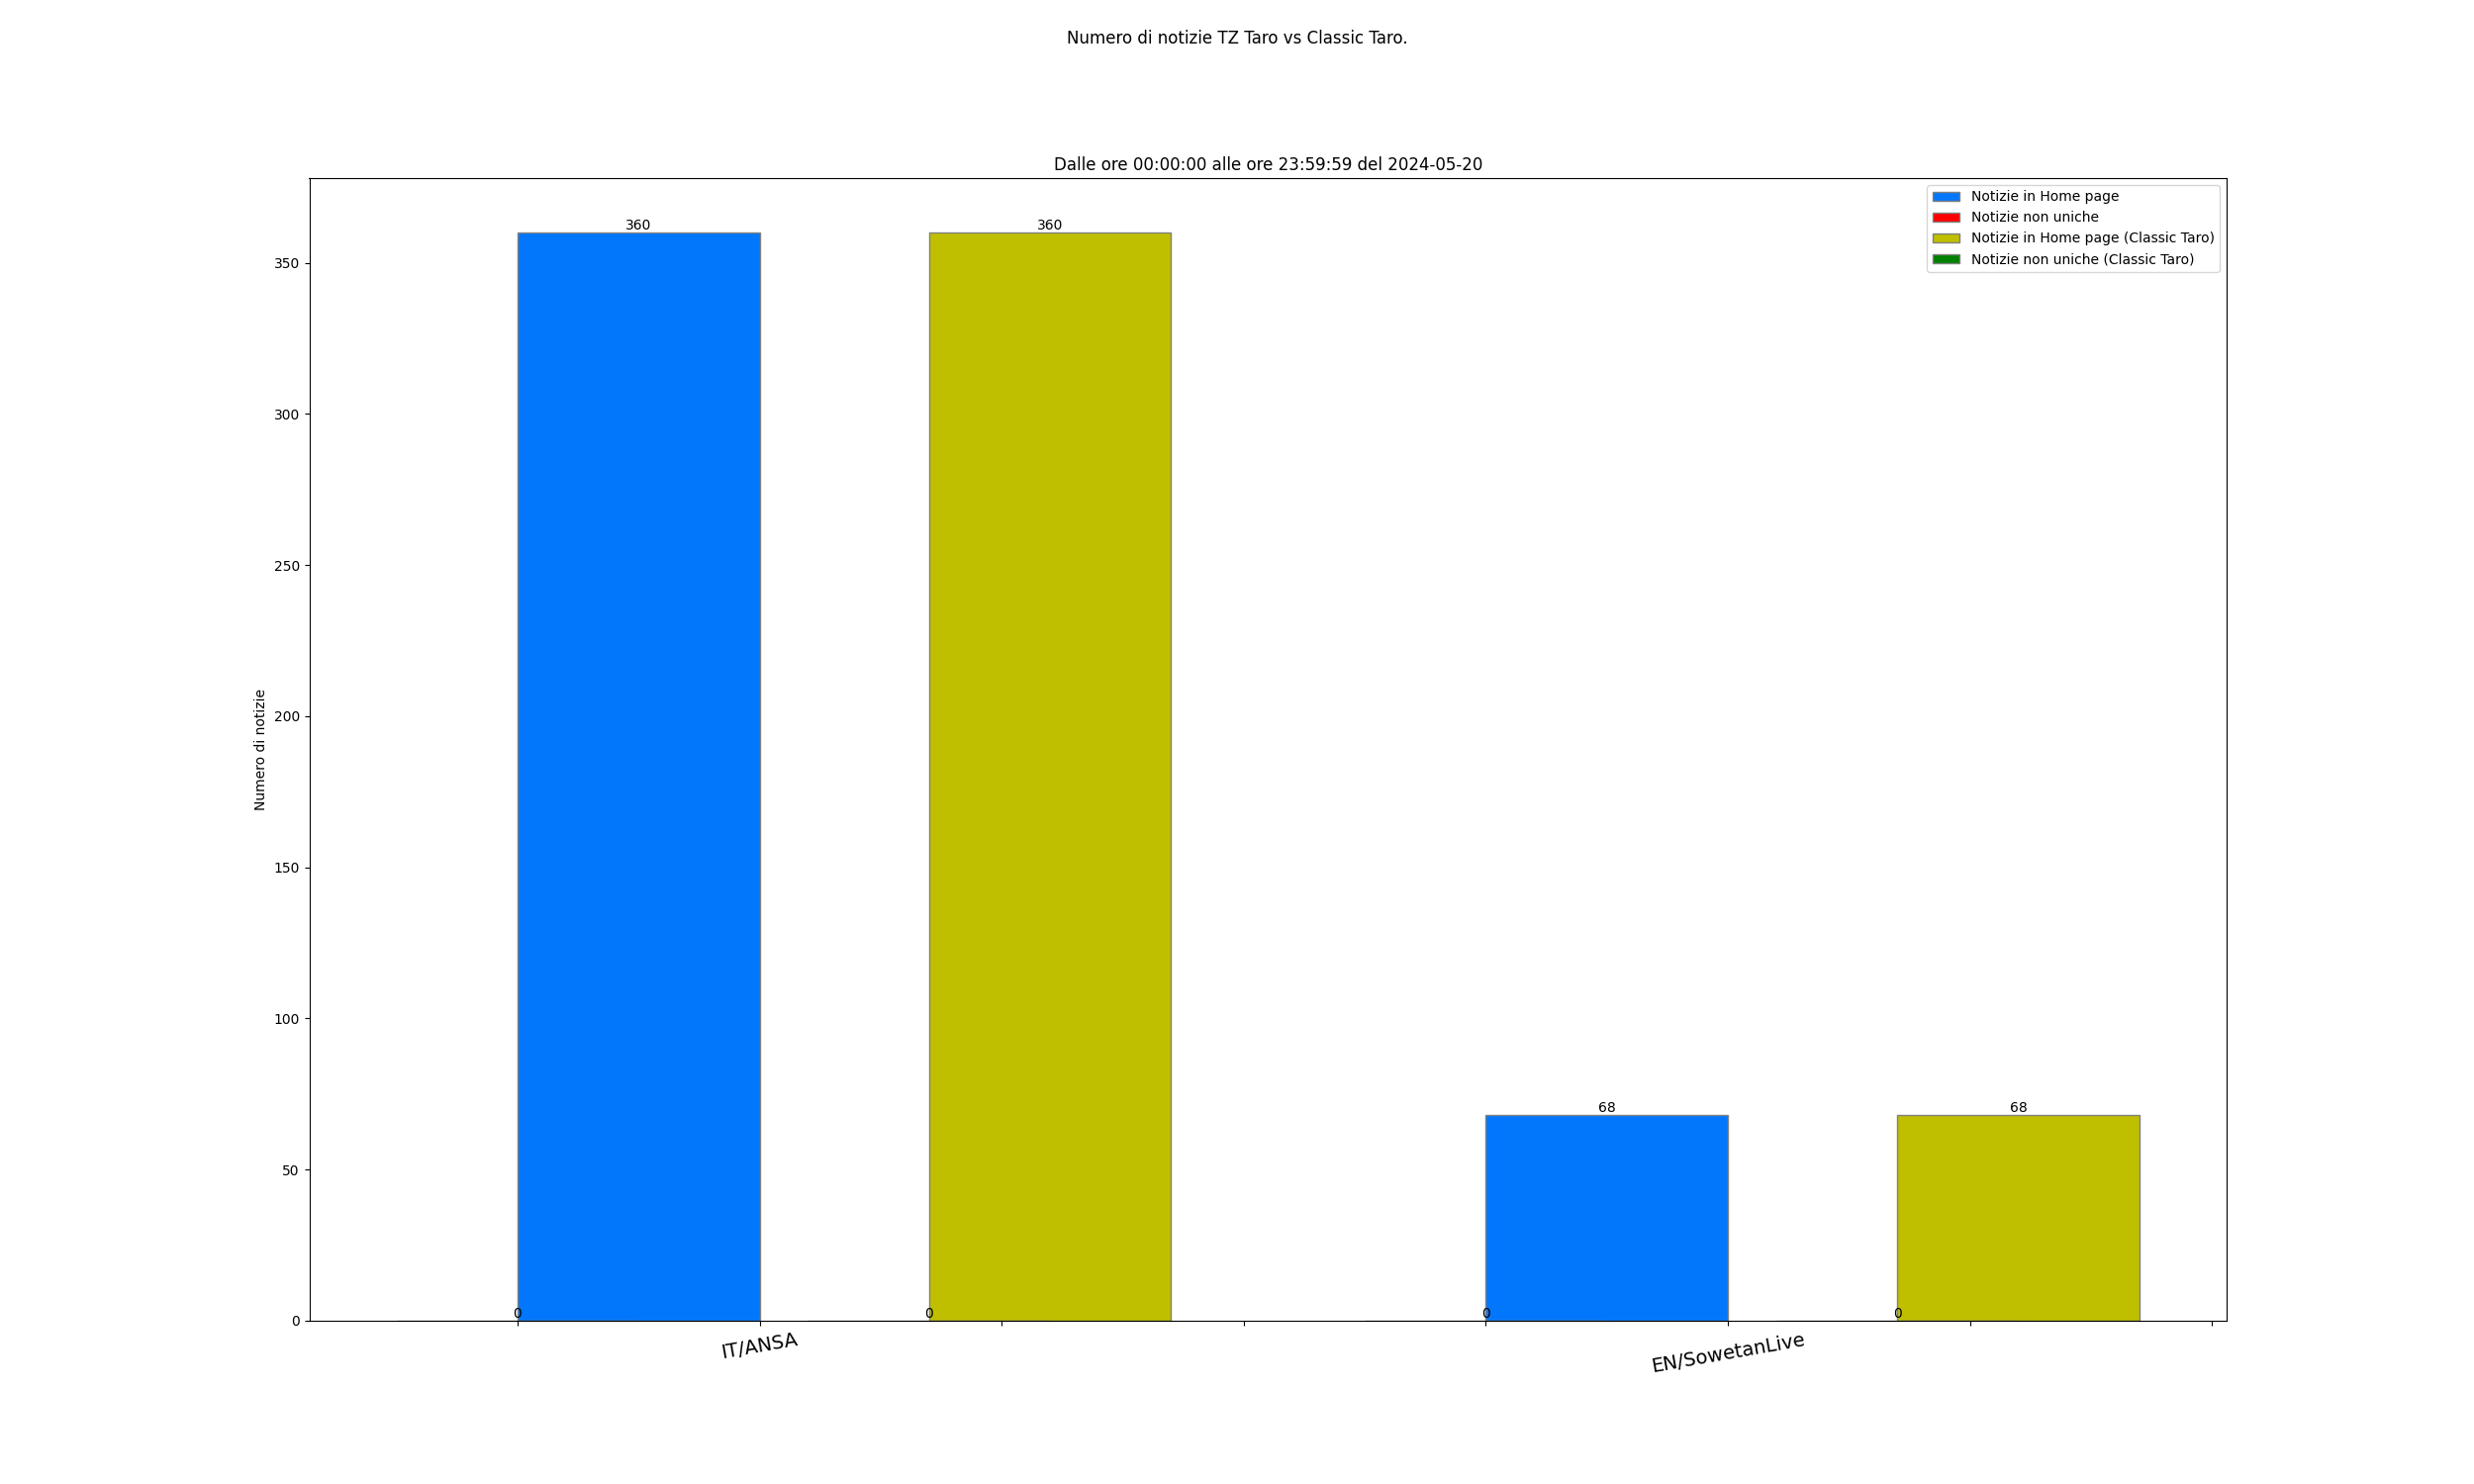 Numero di notizie TZ Taro vs Classic Taro.
Dalle ore 00:00:00 alle ore 23:59:59 del 2024-05-20
Notizie in Home page
Notizie non uniche
Notizie in Home page (Classic Taro)
Notizie non uniche (Classic Taro)
Numero di notizie
350
300
250
200
150
100
50
0
360
360
68
68
0
0
0
0
IT/ANSA
EN/SowetanLive